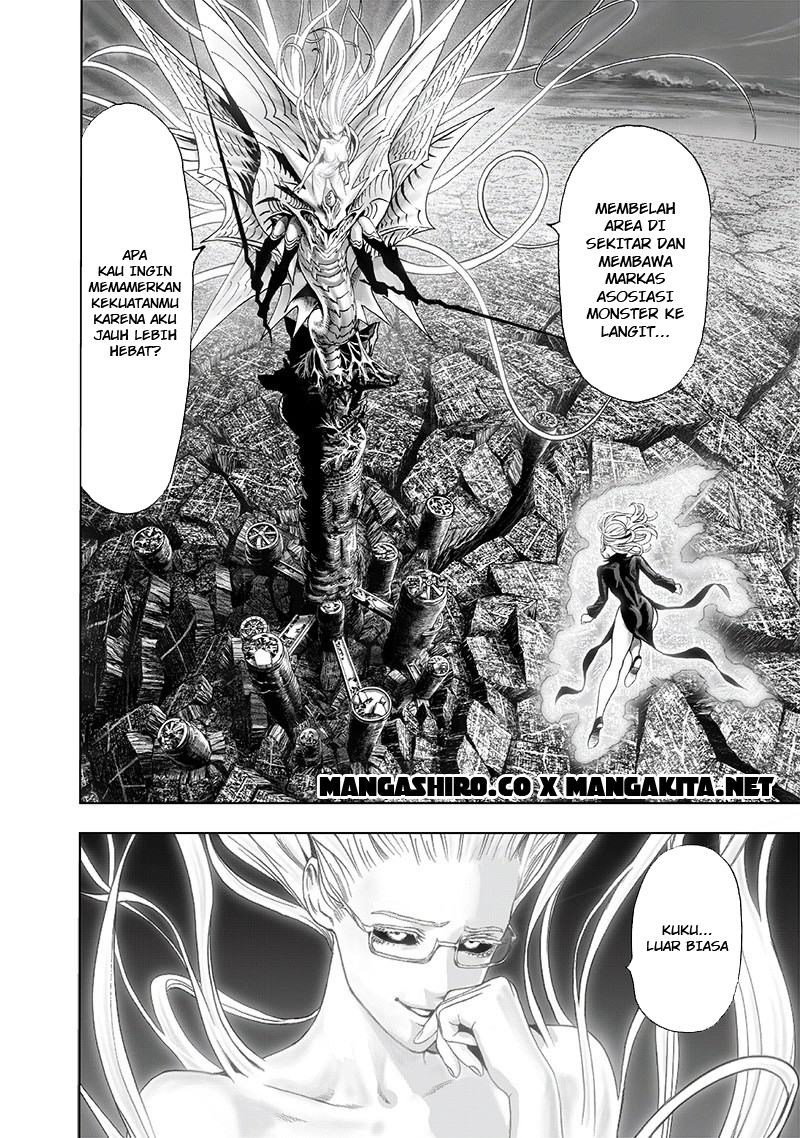 MEMBELAH
AREA DI
SEKITAR DAN
MEMBAWA
MARKAS
ASOSIASI
MONSTER KE
LANGIT...
APA
KAU INGIN
MEMAMERKAN
KEKUATANMU
KARENA AKU
JAUH LEBIH
HEBAT?
MANGASHIRO.CO X MANGAKITA.NET
KUKU...
LUAR BIASA